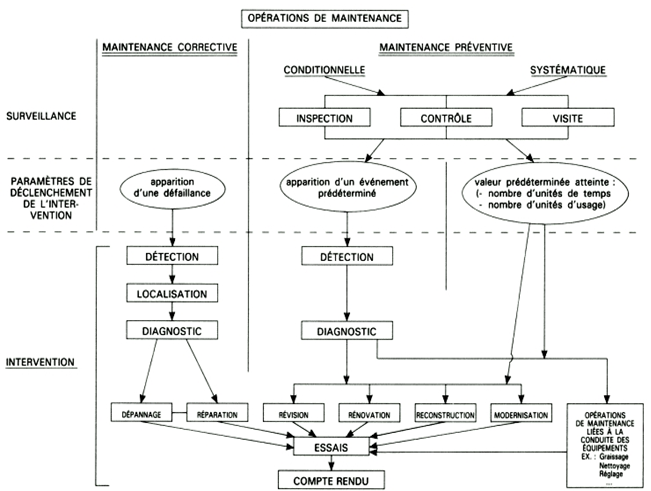 OPÉRATIONS DE MAINTENANCE
MAINTENANCE CORRECTIVE
MAINTENANCE PRÉVENTIVE
CONDITIONNELLE
SYSTÉMATIQUE
SURVEILLANCE
INSPECTION
CONTRÔLE
VISITE
PARAMÈTRES DE
DÉCLENCHEMENT
DE L'INTER-
VENTION
apparition
d'une défaillance
apparition d'un événement
prédéterminé
valeur prédéterminée atteinte :
(- nombre d'unités de temps
- nombre d'unités d'usage)
DÉTECTION
DÉTECTION
LOCALISATION
DIAGNOSTIC
DIAGNOSTIC
INTERVENTION
DÉPANNAGE
RÉPARATION
RÉVISION
RÉNOVATION
RECONSTRUCTION
MODERNISATION
OPÉRATIONS
DE MAINTENANCE
LIÉES À LA
CONDUITE DES
ÉQUIPEMENTS
EX. : Graissage
Nettoyage
Réglage
...
ESSAIS
COMPTE RENDU